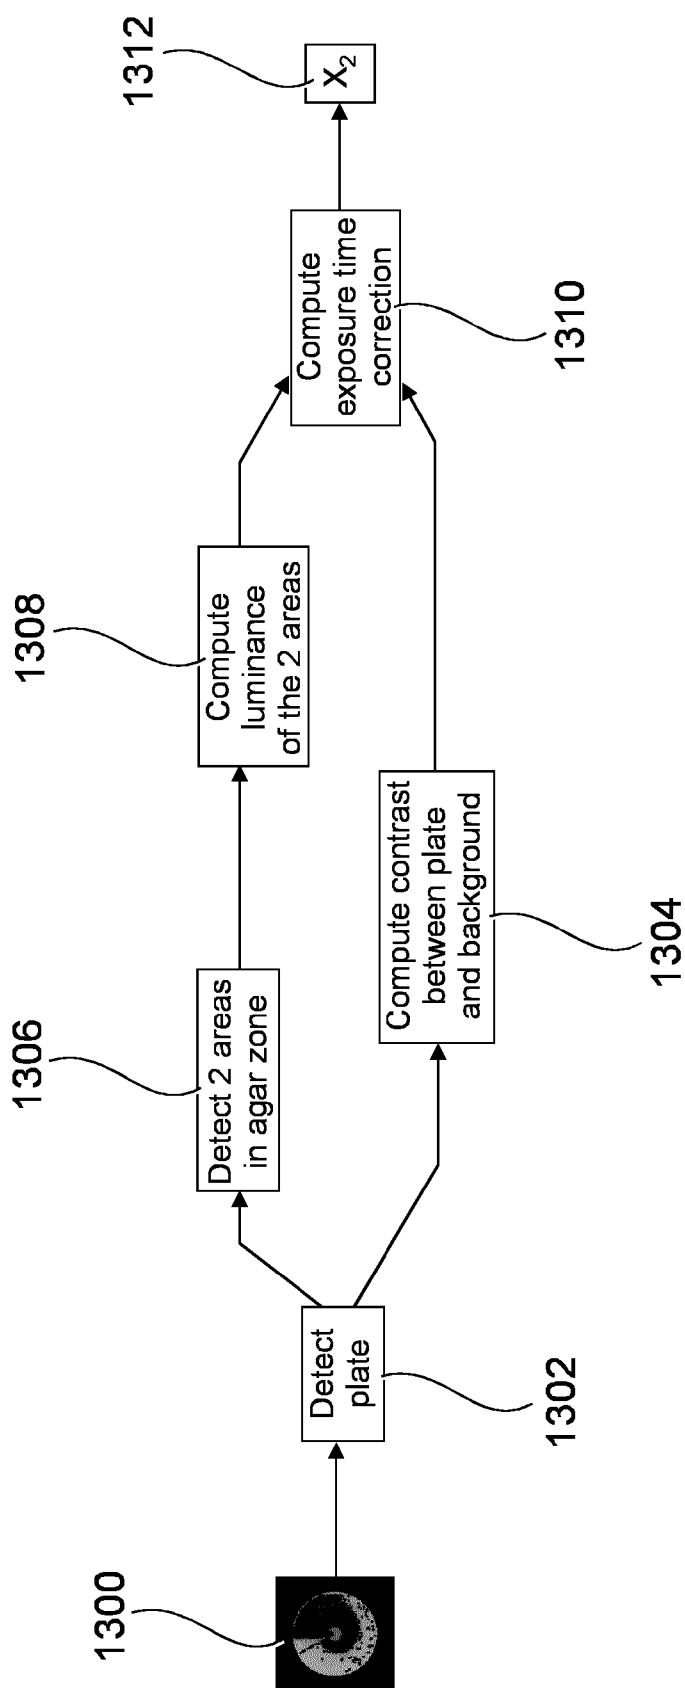 1300
Detect
plate
1302
1306
Detect 2 areas
in agar zone
Compute contrast
between plate
and background
1304
1308
Compute
luminance
of the 2 areas
Compute
exposure time
correction
1310
X₂
1312